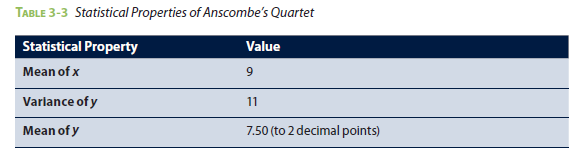 TABLE 3-3 Statistical Properties of Anscombe's Quartet
Statistical Property Value
Mean of x 9
Variance of y 11
Mean of y 7.50 (to 2 decimal points)